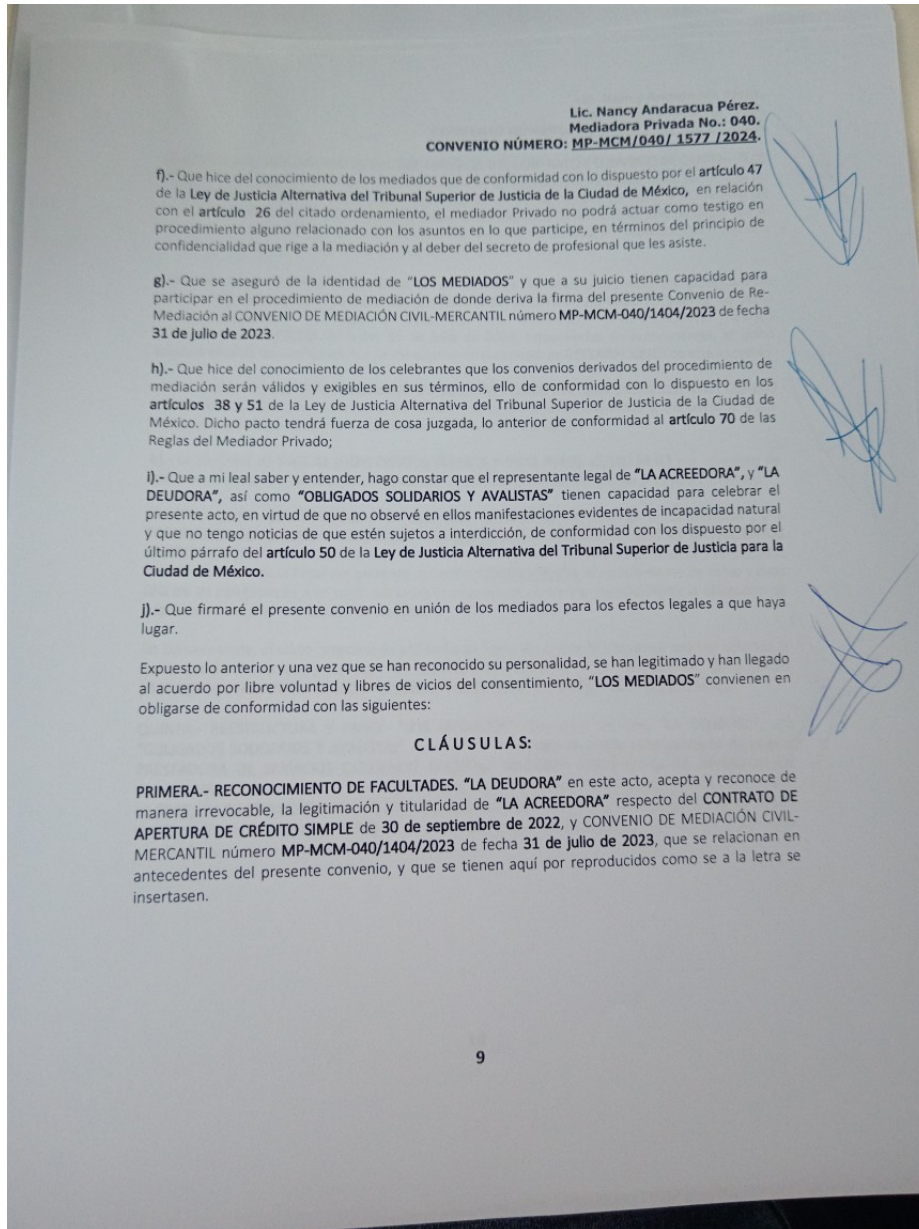 Lic. Nancy Andaracua Pérez.
Mediadora Privada No.: 040.
CONVENIO NÚMERO: MP-MCM/040/ 1577 /2024.
f).- Que hice del conocimiento de los mediados que de conformidad con lo dispuesto por el artículo 47
de la Ley de Justicia Alternativa del Tribunal Superior de Justicia de la Ciudad de México, en relación
con el artículo 26 del citado ordenamiento, el mediador Privado no podrá actuar como testigo en
procedimiento alguno relacionado con los asuntos en lo que participe, en términos del principio de
confidencialidad que rige a la mediación y al deber del secreto de profesional que les asiste.
g).- Que se aseguró de la identidad de “LOS MEDIADOS” y que a su juicio tienen capacidad para
participar en el procedimiento de mediación de donde deriva la firma del presente Convenio de Re-
Mediación al CONVENIO DE MEDIACIÓN CIVIL-MERCANTIL número MP-MCM-040/1404/2023 de fecha
31 de julio de 2023.
h).- Que hice del conocimiento de los celebrantes que los convenios derivados del procedimiento de
mediación serán válidos y exigibles en sus términos, ello de conformidad con lo dispuesto en los
artículos 38 y 51 de la Ley de Justicia Alternativa del Tribunal Superior de Justicia de la Ciudad de
México. Dicho pacto tendrá fuerza de cosa juzgada, lo anterior de conformidad al artículo 70 de las
Reglas del Mediador Privado;
i).- Que a mi leal saber y entender, hago constar que el representante legal de “LA ACREEDORA”, y “LA
DEUDORA”, así como “OBLIGADOS SOLIDARIOS Y AVALISTAS” tienen capacidad para celebrar el
presente acto, en virtud de que no observé en ellos manifestaciones evidentes de incapacidad natural
y que no tengo noticias de que estén sujetos a interdicción, de conformidad con los dispuesto por el
último párrafo del artículo 50 de la Ley de Justicia Alternativa del Tribunal Superior de Justicia para la
Ciudad de México.
j).- Que firmaré el presente convenio en unión de los mediados para los efectos legales a que haya
lugar.
Expuesto lo anterior y una vez que se han reconocido su personalidad, se han legitimado y han llegado
al acuerdo por libre voluntad y libres de vicios del consentimiento, “LOS MEDIADOS” convienen en
obligarse de conformidad con las siguientes:
CLÁUSULAS:
PRIMERA.- RECONOCIMIENTO DE FACULTADES. “LA DEUDORA” en este acto, acepta y reconoce de
manera irrevocable, la legitimación y titularidad de “LA ACREEDORA” respecto del CONTRATO DE
APERTURA DE CRÉDITO SIMPLE de 30 de septiembre de 2022, y CONVENIO DE MEDIACIÓN CIVIL-
MERCANTIL número MP-MCM-040/1404/2023 de fecha 31 de julio de 2023, que se relacionan en
antecedentes del presente convenio, y que se tienen aquí por reproducidos como se a la letra se
insertasen.
9